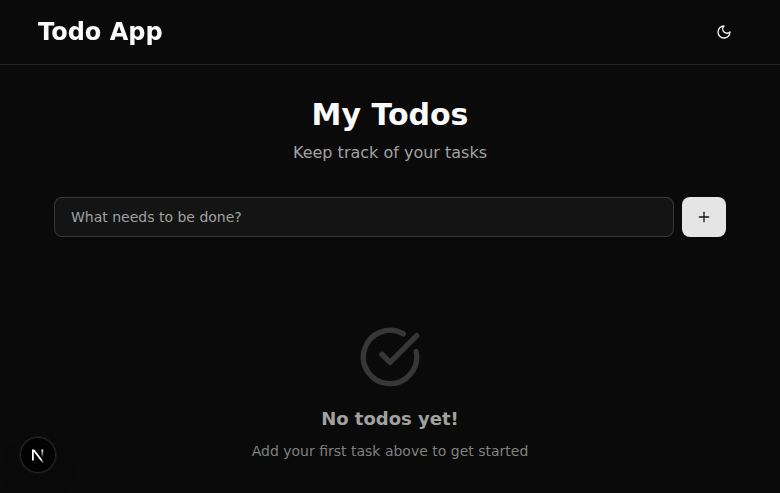 Todo App
My Todos
Keep track of your tasks
What needs to be done?
No todos yet!
Add your first task above to get started
N